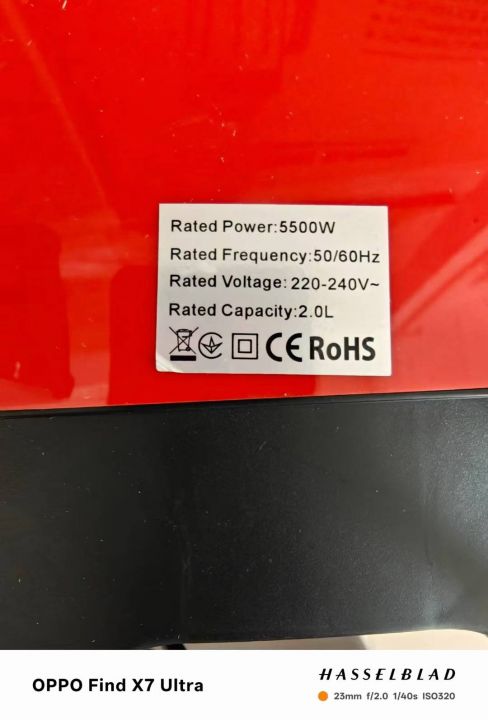 Rated Power:5500W
Rated Frequency:50/60Hz
Rated Voltage: 220-240V~
Rated Capacity:2.0L
CE RoHS
OPPO Find X7 Ultra
HASSELBLAD
23mm f/2.0 1/40s ISO320